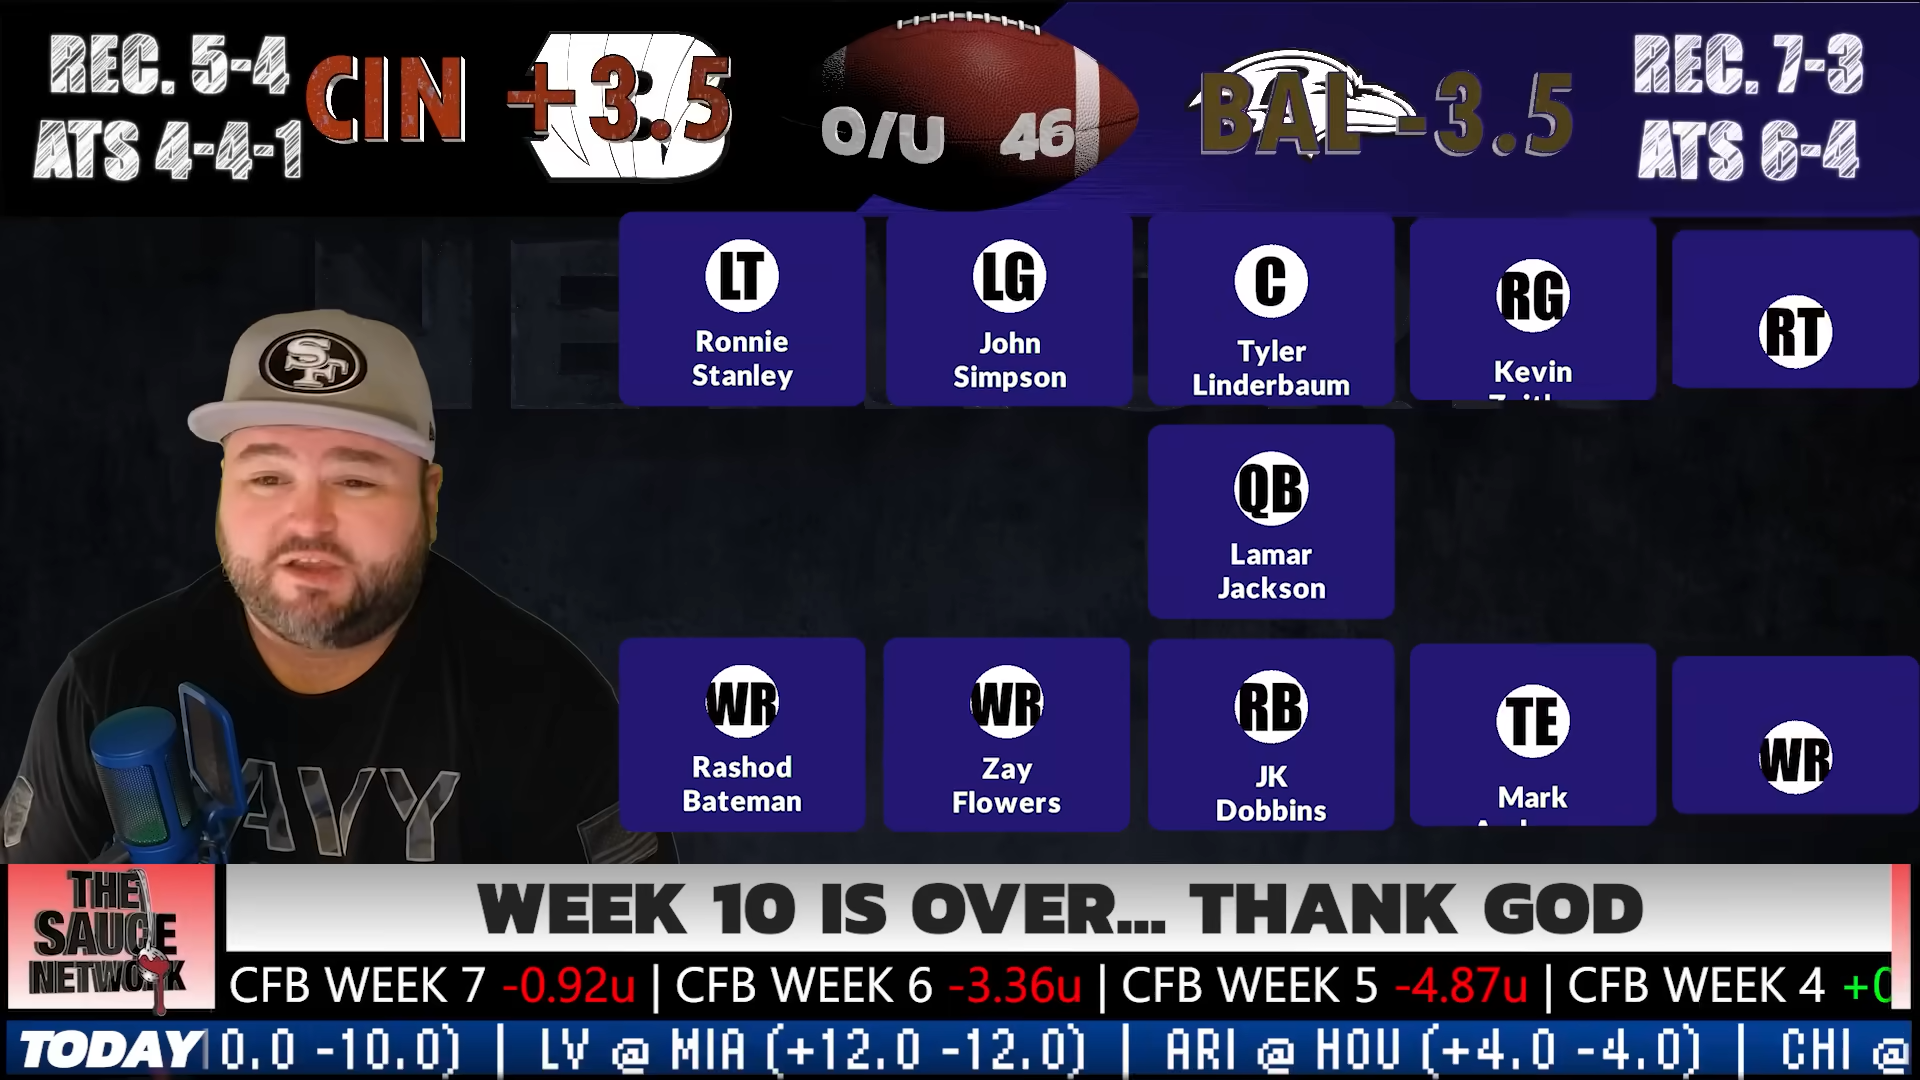 REC. 5-4
ATS 4-4-1
CIN +3.5
O/U 46
BAL -3.5
REC. 7-3
ATS 6-4
LT
Ronnie
Stanley
LG
John
Simpson
C
Tyler
Linderbaum
RG
Kevin
RT
QB
Lamar
Jackson
WR
Rashod
Bateman
WR
Zay
Flowers
RB
JK
Dobbins
TE
Mark
WR
SF
AVY
THE
SAUCE
NETWORK
WEEK 10 IS OVER... THANK GOD
CFB WEEK 7 -0.92u | CFB WEEK 6 -3.36u | CFB WEEK 5 -4.87u | CFB WEEK 4 +0
TODAY 0.0 -10.0) | LV @ MIA (+12.0 -12.0) | ARI @ HOU (+4.0 -4.0) | CHI @